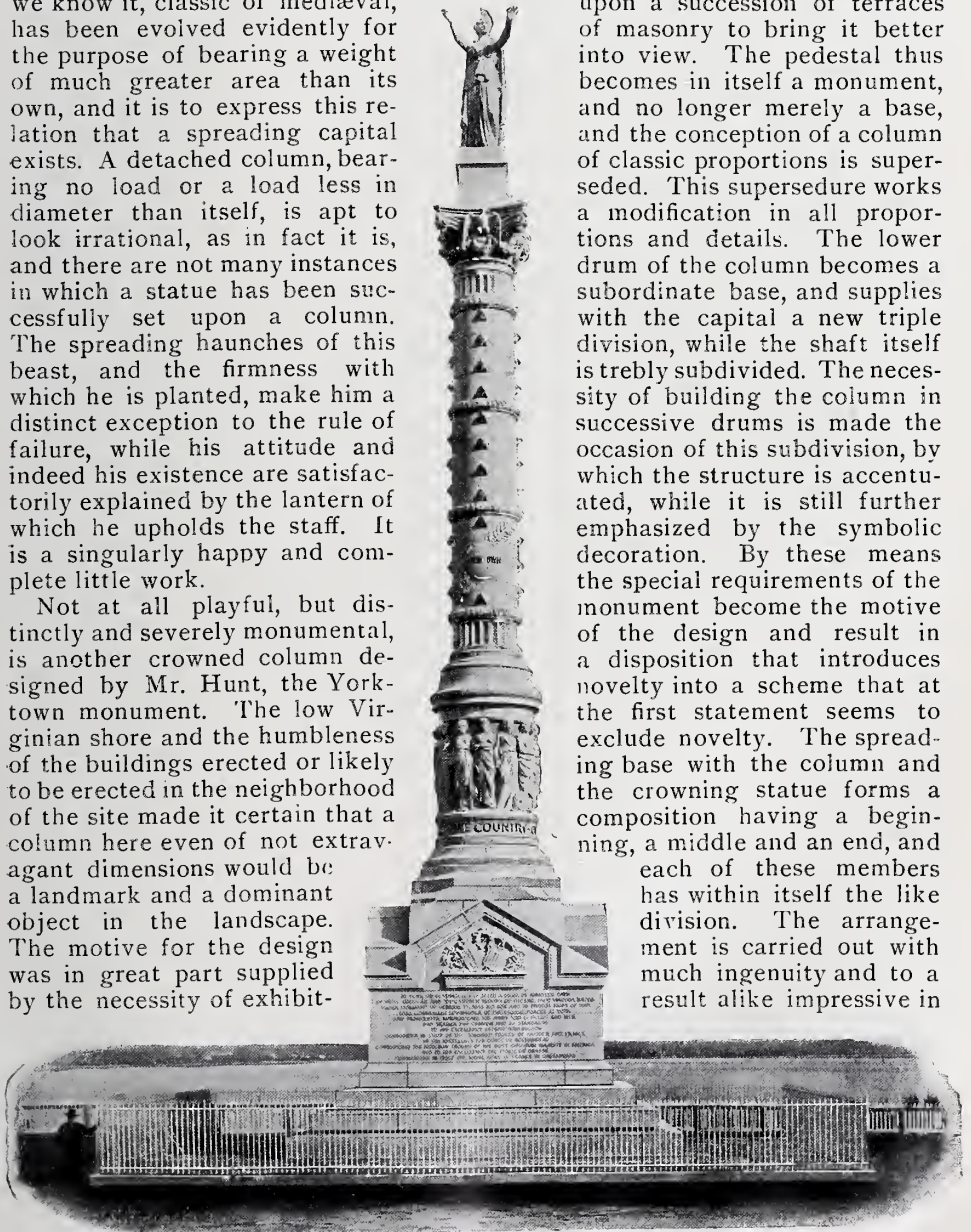 we know it, classic or mediæval,
has been evolved evidently for
the purpose of bearing a weight
of much greater area than its
own, and it is to express this re-
lation that a spreading capital
exists. A detached column, bear-
ing no load or a load less in
diameter than itself, is apt to
look irrational, as in fact it is,
and there are not many instances
in which a statue has been suc-
cessfully set upon a column.
The spreading haunches of this
beast, and the firmness with
which he is planted, make him a
distinct exception to the rule of
failure, while his attitude and
indeed his existence are satisfac-
torily explained by the lantern of
which he upholds the staff. It
is a singularly happy and com-
plete little work.
Not at all playful, but dis-
tinctly and severely monumental,
is another crowned column de-
signed by Mr. Hunt, the York-
town monument. The low Vir-
ginian shore and the humbleness
of the buildings erected or likely
to be erected in the neighborhood
of the site made it certain that a
column here even of not extrav-
agant dimensions would be
a landmark and a dominant
object in the landscape.
The motive for the design
was in great part supplied
by the necessity of exhibit-
upon a succession of terraces
of masonry to bring it better
into view. The pedestal thus
becomes in itself a monument,
and no longer merely a base,
and the conception of a column
of classic proportions is super-
seded. This supersedure works
a modification in all propor-
tions and details. The lower
drum of the column becomes a
subordinate base, and supplies
with the capital a new triple
division, while the shaft itself
is trebly subdivided. The neces-
sity of building the column in
successive drums is made the
occasion of this subdivision, by
which the structure is accentu-
ated, while it is still further
emphasized by the symbolic
decoration. By these means
the special requirements of the
monument become the motive
of the design and result in
a disposition that introduces
novelty into a scheme that at
the first statement seems to
exclude novelty. The spread-
ing base with the column and
the crowning statue forms a
composition having a begin-
ning, a middle and an end, and
each of these members
has within itself the like
division. The arrange-
ment is carried out with
much ingenuity and to a
result alike impressive in
COUNTRY